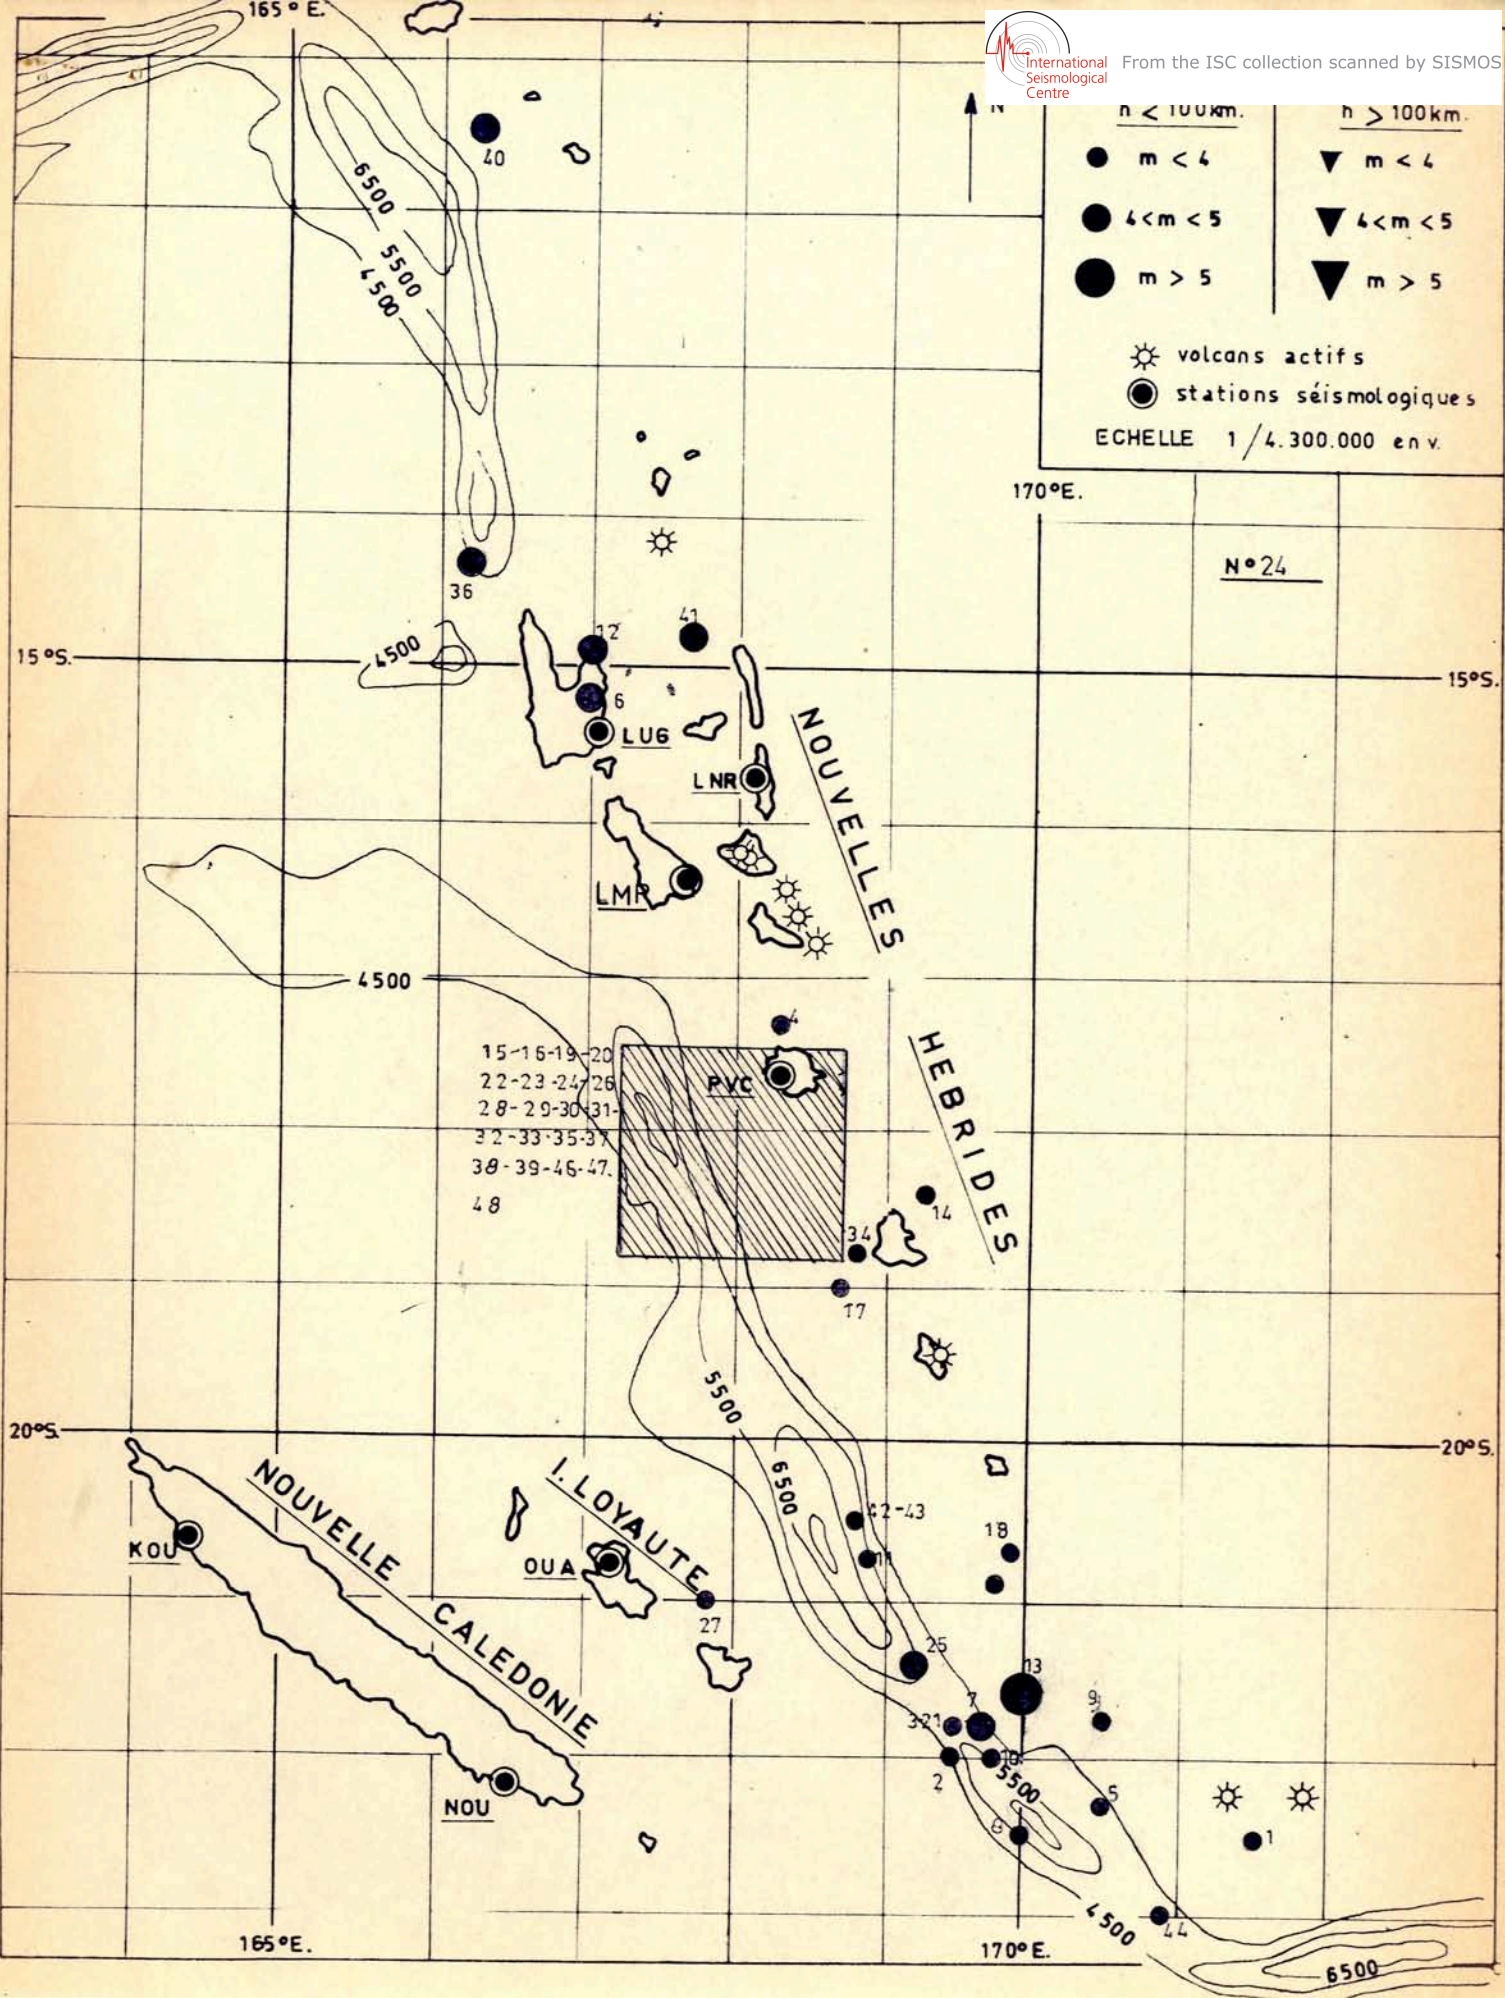 165° E.
International
Seismological
Centre
From the ISC collection scanned by SISMOS
N
h < 100km.
h > 100km.
m < 4
m < 4
4<m < 5
4<m < 5
m > 5
m > 5
volcans actifs
stations séismologiques
ECHELLE 1/4.300.000 env.
170°E.
N°24
40
6500
5500
4500
36
12
41
15°S.
4500
15°S.
6
LUG
LNR
NOUVELLES
LMP
4500
4
HEBRIDES
15-16-19-20
22-23-24-26
28-29-30-31-
32-33-35-37
38-39-46-47.
48
PVC
14
34
17
5500
20°S.
20°S.
NOUVELLE CALEDONIE
I. LOYAUTE
6500
42-43
18
KOU
OUA
11
27
25
13
3-21
7
9
2
10
5500
5
NOU
6
1
4500
44
165°E.
170°E.
6500